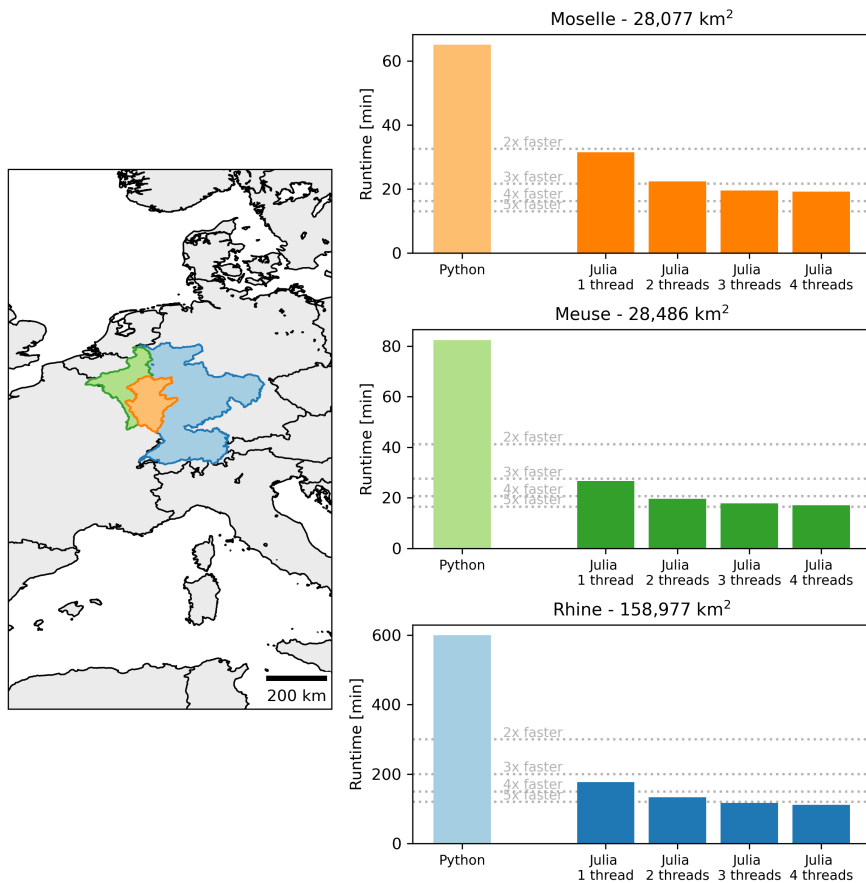 200 km
Moselle - 28,077 km²
Runtime [min]
60
40
20
0
2x faster
3x faster
4x faster
5x faster
Python
Julia
1 thread
Julia
2 threads
Julia
3 threads
Julia
4 threads
Meuse - 28,486 km²
Runtime [min]
80
60
40
20
0
2x faster
3x faster
4x faster
5x faster
Python
Julia
1 thread
Julia
2 threads
Julia
3 threads
Julia
4 threads
Rhine - 158,977 km²
Runtime [min]
600
400
200
0
2x faster
3x faster
4x faster
5x faster
Python
Julia
1 thread
Julia
2 threads
Julia
3 threads
Julia
4 threads